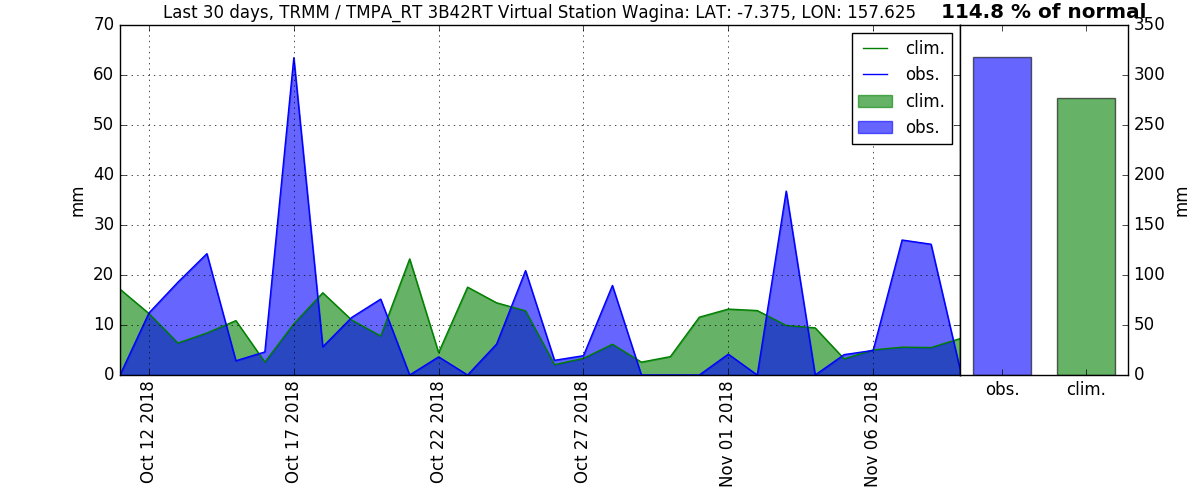 Last 30 days, TRMM / TMPA_RT 3B42RT Virtual Station Wagina: LAT: -7.375, LON: 157.625
114.8 % of normal
70
60
50
40
30
20
10
0
mm
clim.
obs.
clim.
obs.
350
300
250
200
150
100
50
0
mm
Oct 12 2018
Oct 17 2018
Oct 22 2018
Oct 27 2018
Nov 01 2018
Nov 06 2018
obs.
clim.